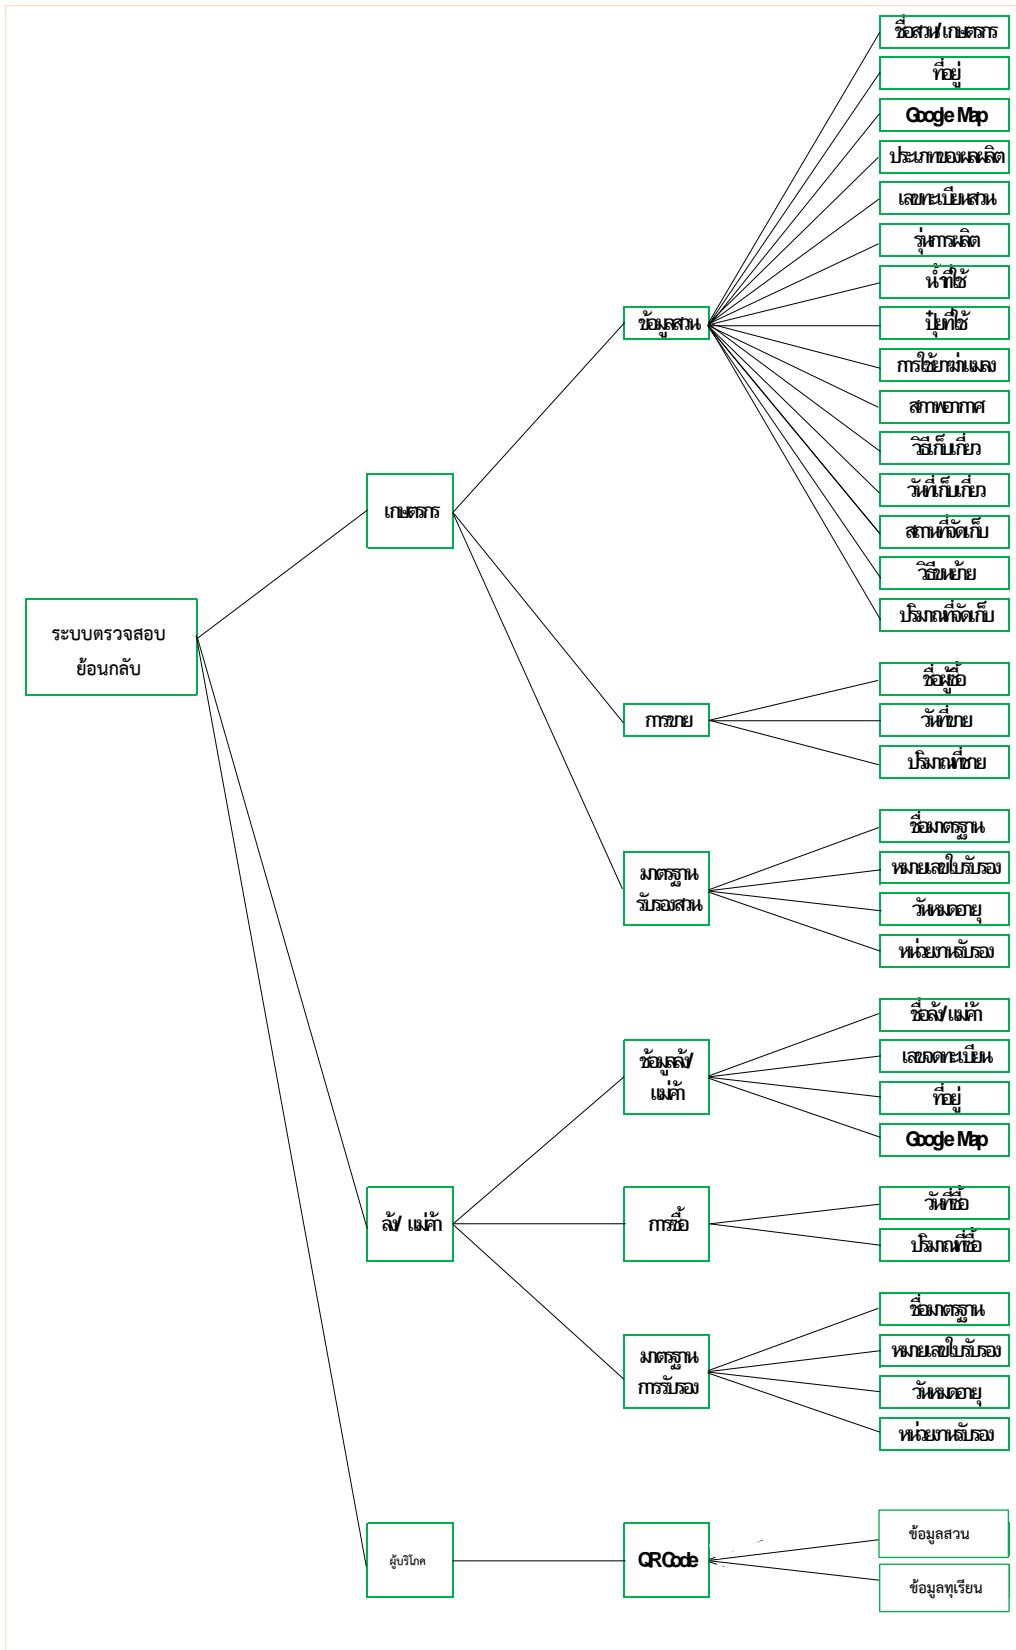 ระบบตรวจสอบ
ย้อนกลับ
เกษตรกร
ข้อมูลสวน
ชื่อสวน/เกษตรกร
ที่อยู่
Google Map
ประเภทของผลผลิต
เลขทะเบียนสวน
รุ่นการผลิต
น้ำที่ใช้
ปุ๋ยที่ใช้
การใช้ยาฆ่าแมลง
สภาพอากาศ
วิธีเก็บเกี่ยว
วันที่เก็บเกี่ยว
สถานที่จัดเก็บ
วิธีขนย้าย
ปริมาณที่จัดเก็บ
การขาย
ชื่อผู้ซื้อ
วันที่ขาย
ปริมาณที่ขาย
มาตรฐาน
รับรองสวน
ชื่อมาตรฐาน
หมายเลขใบรับรอง
วันหมดอายุ
หน่วยงานรับรอง
ล้ง/ แม่ค้า
ข้อมูลล้ง/
แม่ค้า
ชื่อล้ง/ แม่ค้า
เลขจดทะเบียน
ที่อยู่
Google Map
การซื้อ
วันที่ซื้อ
ปริมาณที่ซื้อ
มาตรฐาน
การรับรอง
ชื่อมาตรฐาน
หมายเลขใบรับรอง
วันหมดอายุ
หน่วยงานรับรอง
ผู้บริโภค
QR Code
ข้อมูลสวน
ข้อมูลทุเรียน